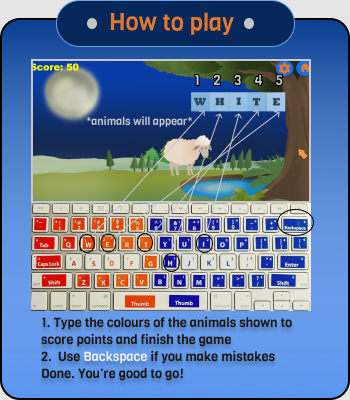 How to play
Score: 50
1 2 3 4 5
W H I T E
*animals will appear*
Backspace
Tab Q W E R T Y U I O P
Caps Lock A S D F G H J K L Enter
Shift Z X C V B N M Shift
Thumb Thumb
1. Type the colours of the animals shown to
score points and finish the game
2. Use Backspace if you make mistakes
Done. You're good to go!